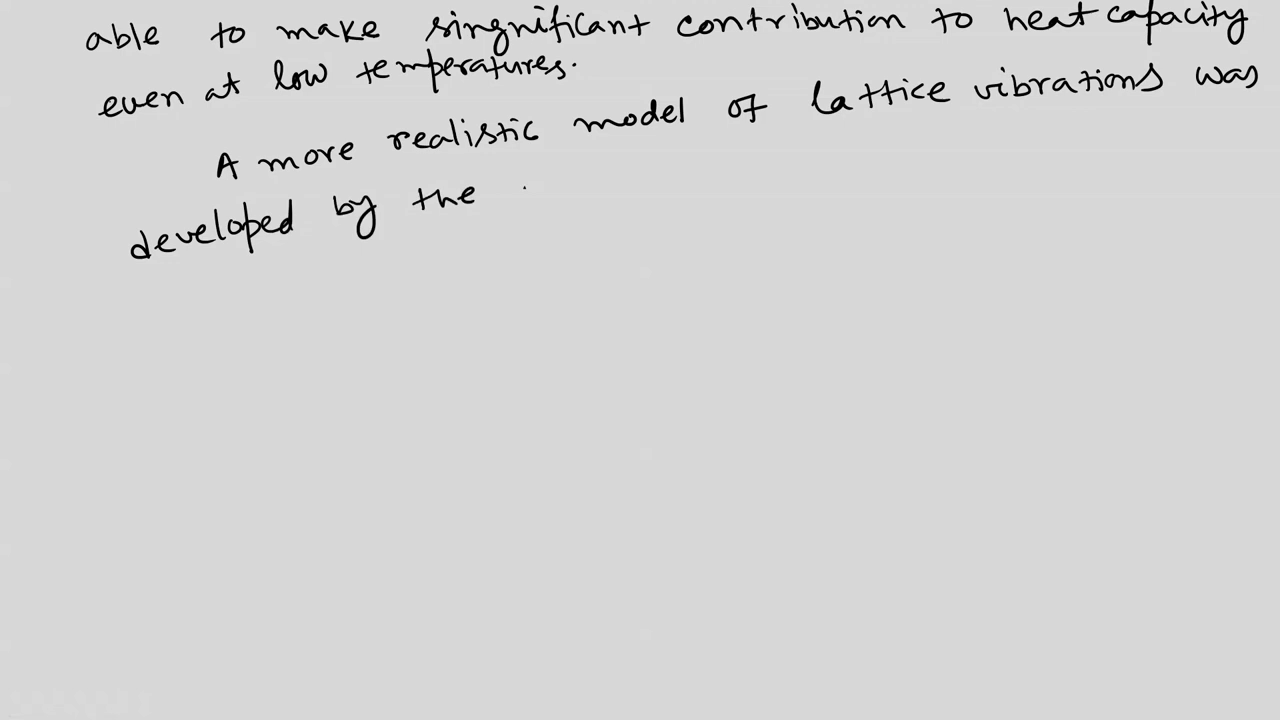 able to make singnificant contribution to heat capacity
even at low temperatures.
A more realistic model of lattice vibrations was
developed by the